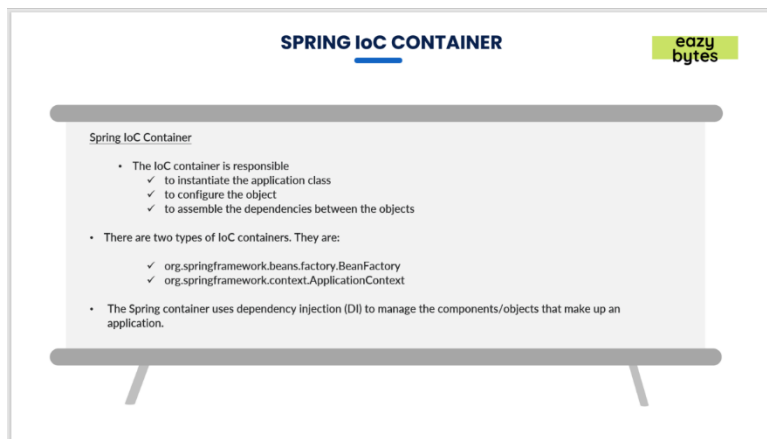 SPRING IoC CONTAINER
eazy
bytes
Spring IoC Container
• The IoC container is responsible
✓ to instantiate the application class
✓ to configure the object
✓ to assemble the dependencies between the objects
• There are two types of IoC containers. They are:
✓ org.springframework.beans.factory.BeanFactory
✓ org.springframework.context.ApplicationContext
• The Spring container uses dependency injection (DI) to manage the components/objects that make up an
application.